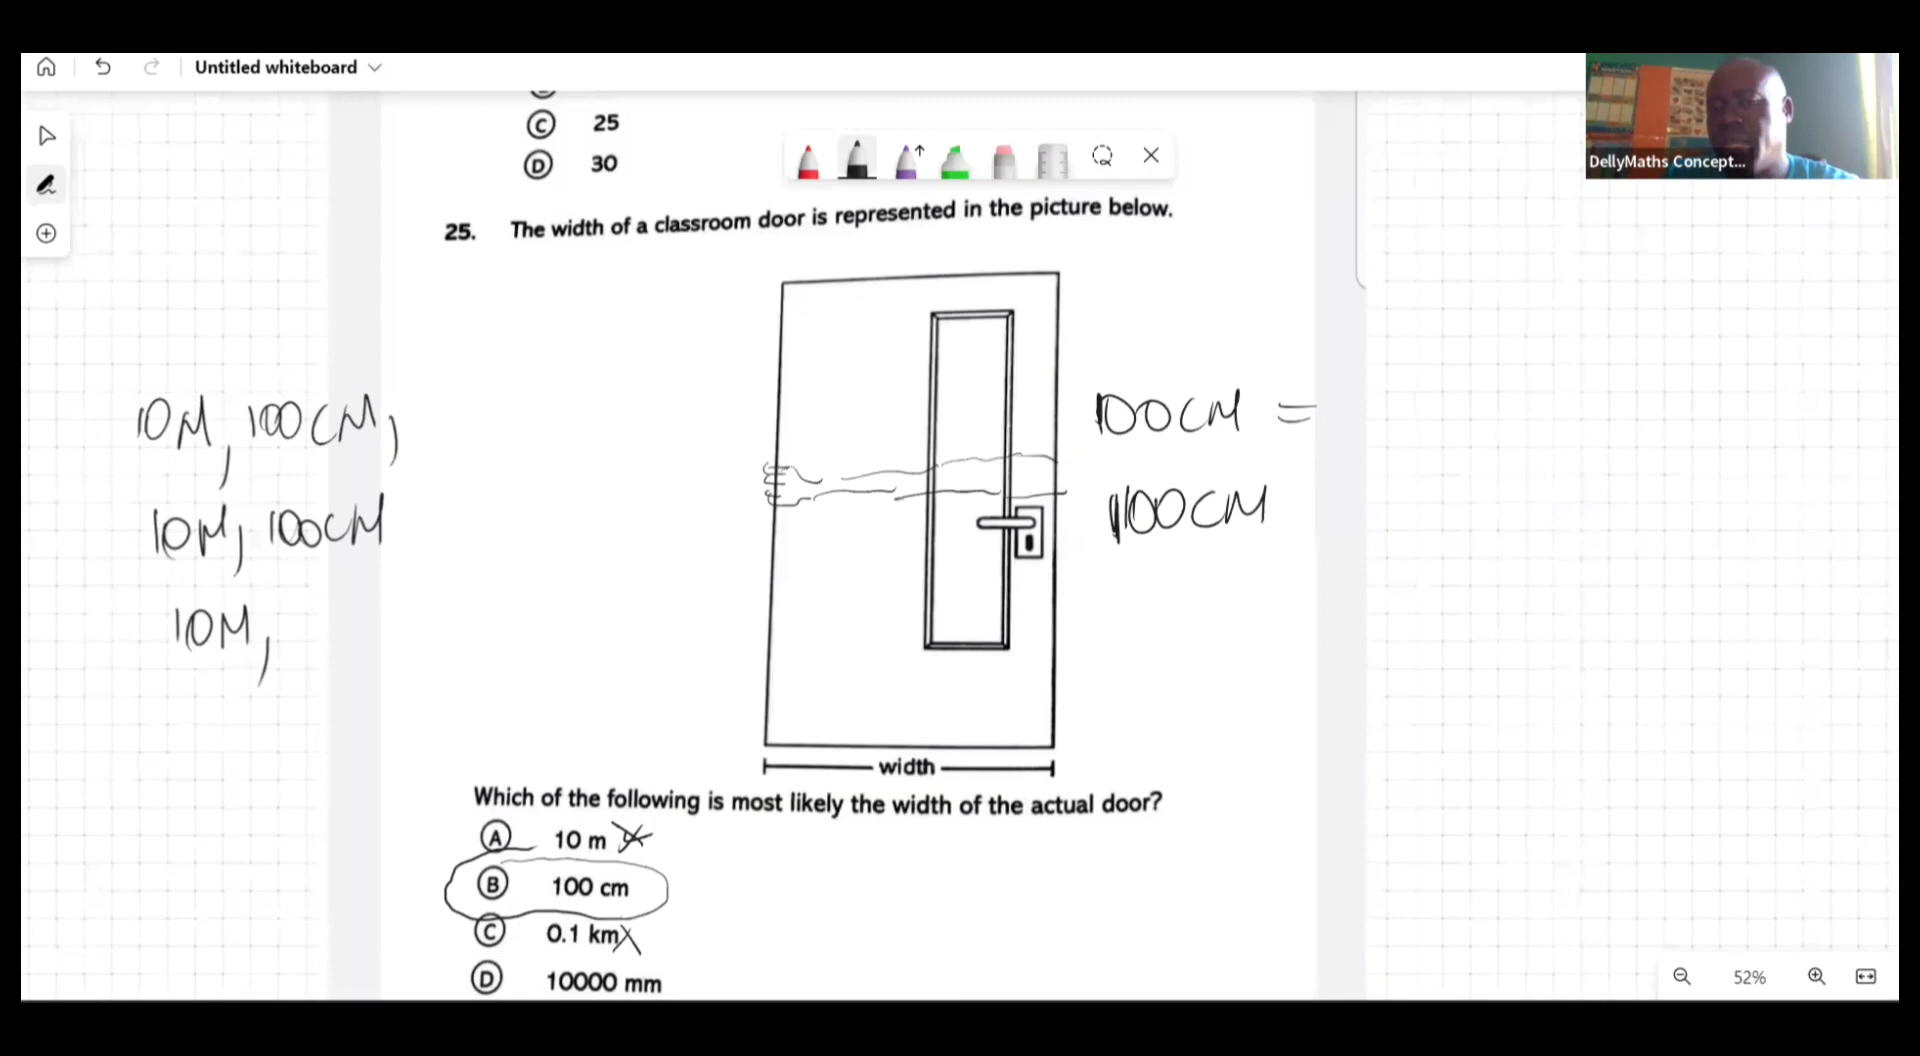 Untitled whiteboard
DellyMaths Concept...
C 25
D 30
25. The width of a classroom door is represented in the picture below.
10M, 100CM,
10M, 100CM
10M,
100CM =
100CM
width
Which of the following is most likely the width of the actual door?
A 10 m
B 100 cm
C 0.1 km
D 10000 mm
52%